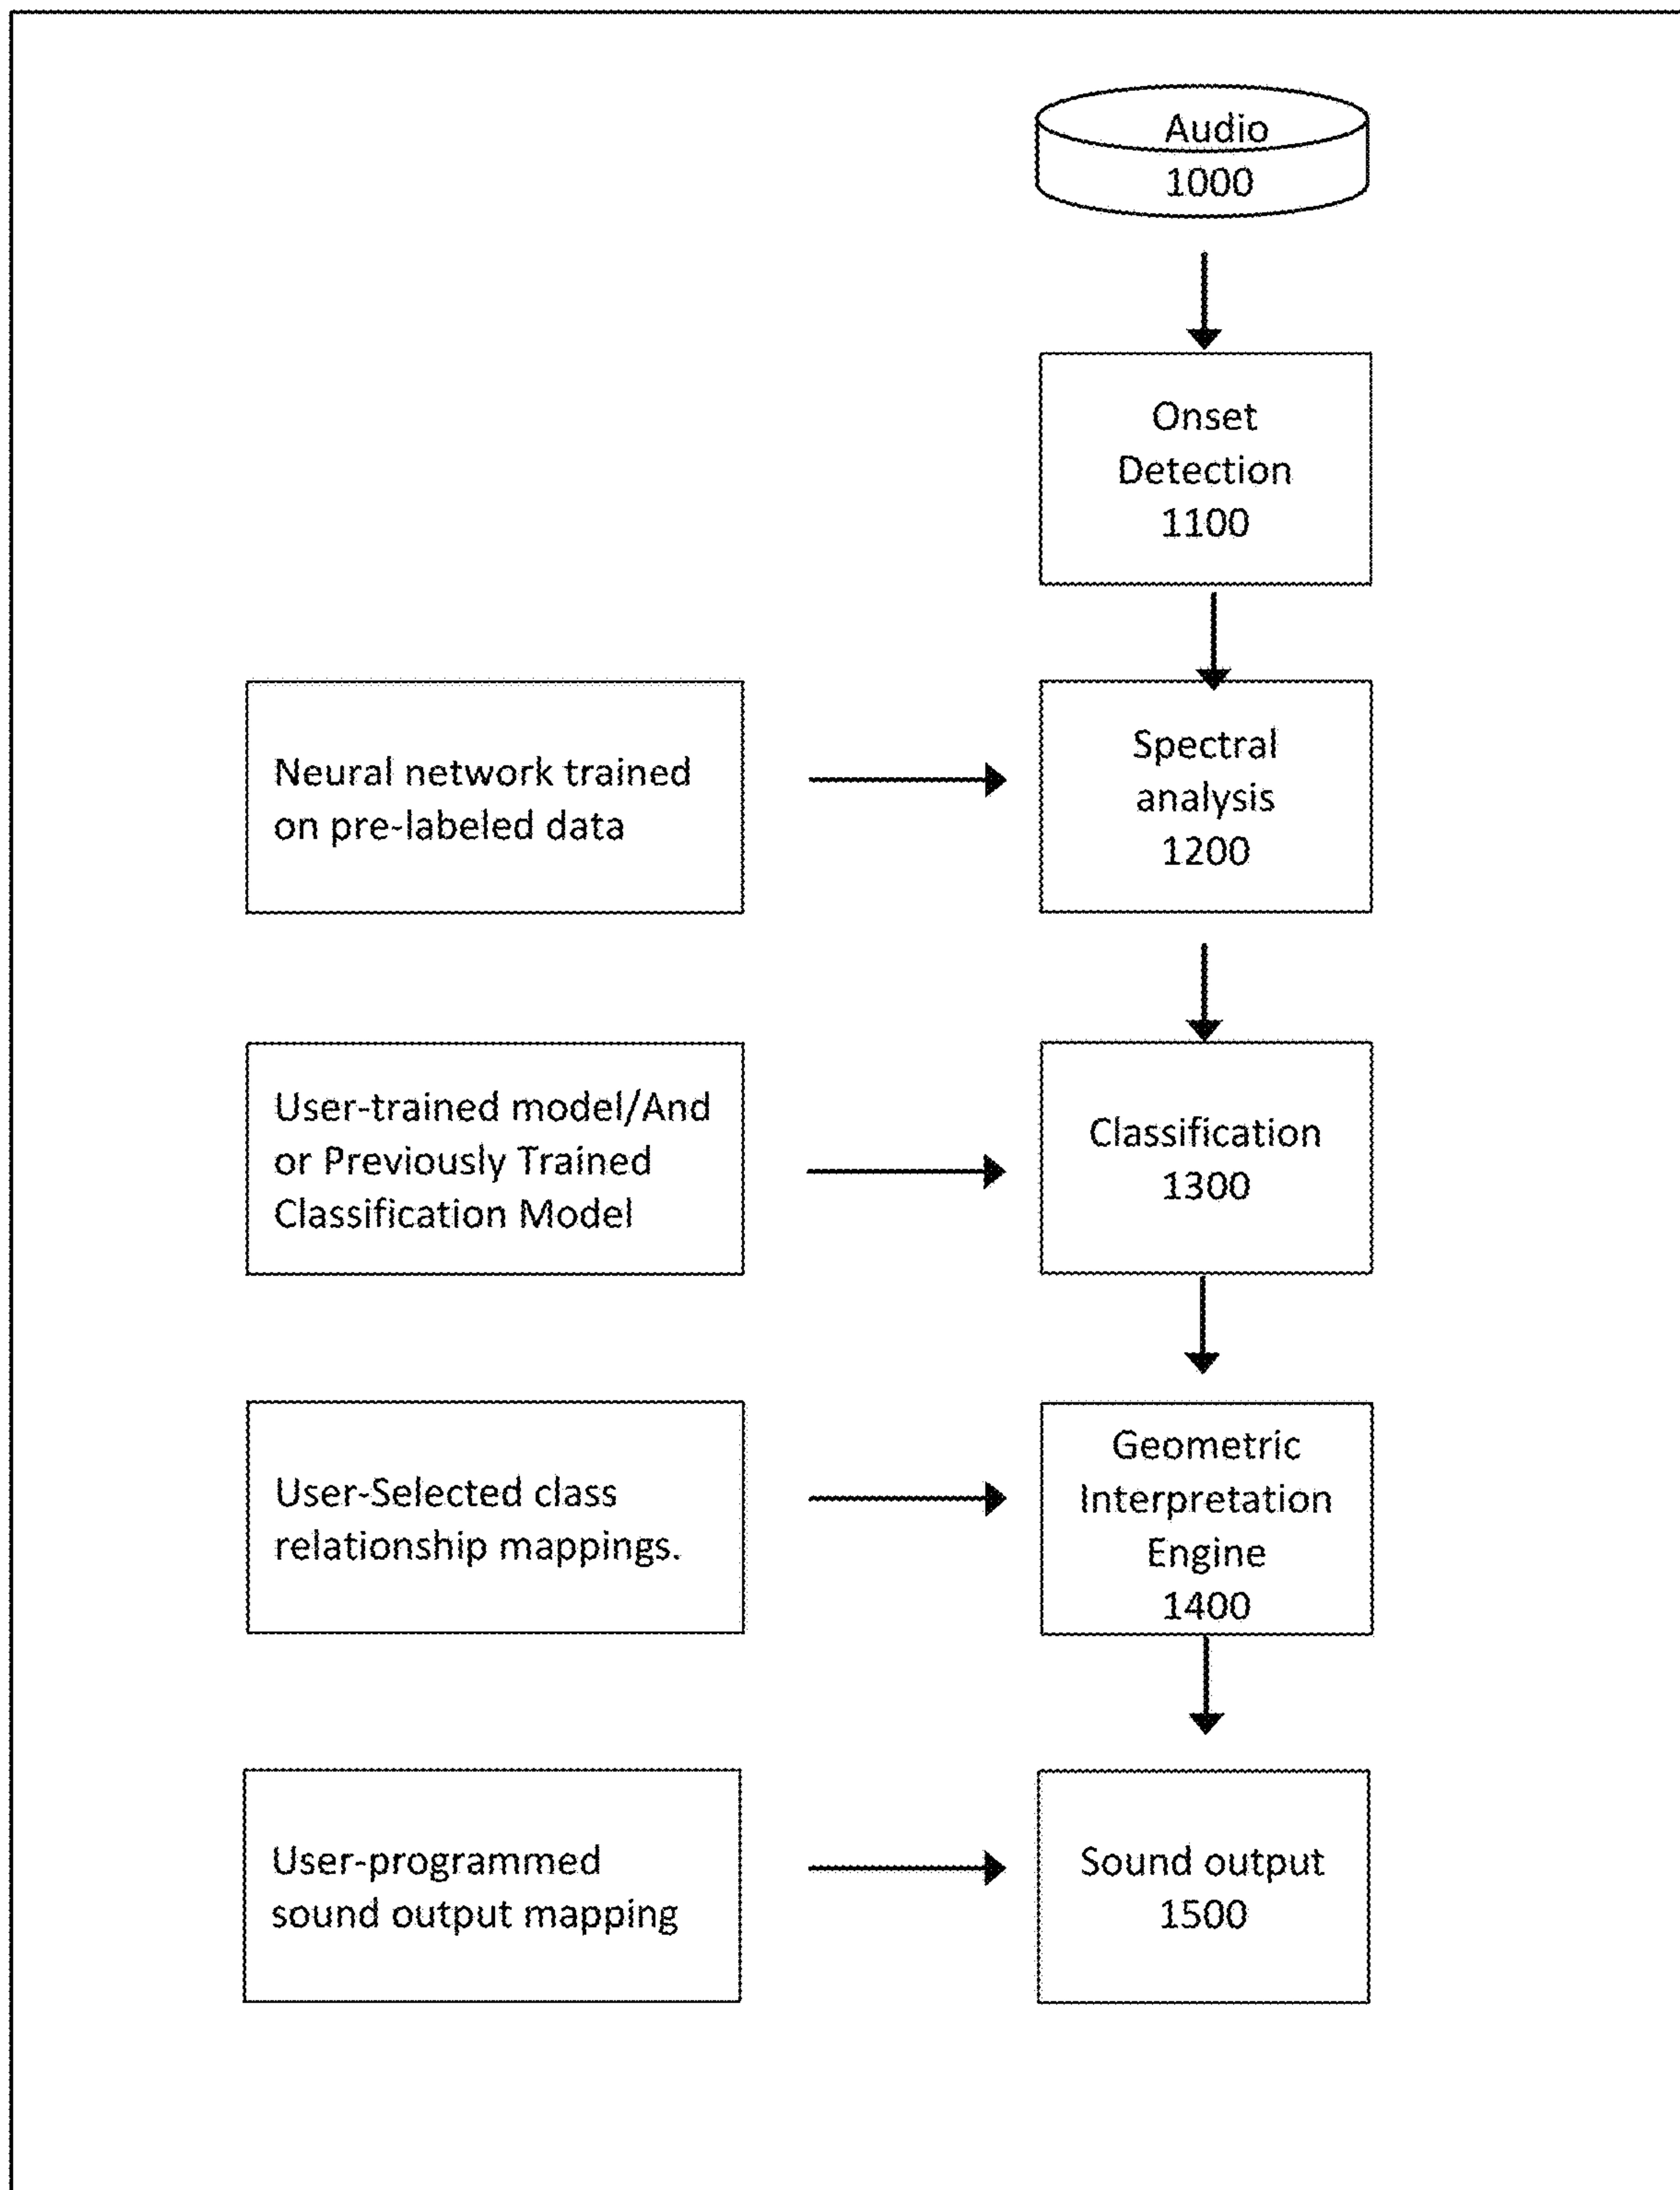 Audio
1000
Onset
Detection
1100
Neural network trained
on pre-labeled data
Spectral
analysis
1200
User-trained model/And
or Previously Trained
Classification Model
Classification
1300
User-Selected class
relationship mappings.
Geometric
Interpretation
Engine
1400
User-programmed
sound output mapping
Sound output
1500